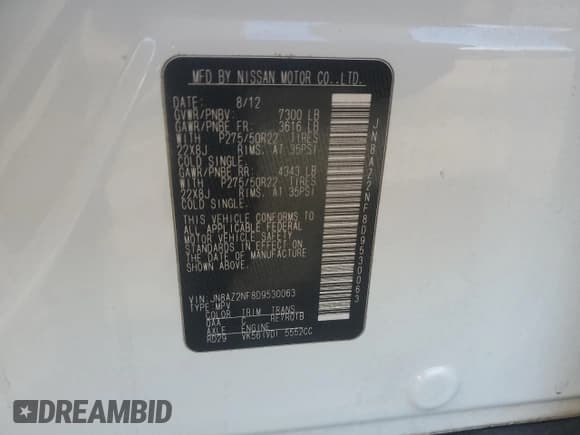 MFD BY NISSAN MOTOR CO.,LTD.
DATE: 8/12
GVWR/PNBV: 7300 LB
GAWR/PNBE FR: 3616 LB
WITH P275/50R22 TIRES
22X8J RIMS, AT 35PSI
COLD SINGLE.
GAWR/PNBE RR: 4343 LB
WITH P275/50R22 TIRES
22X8J RIMS, AT 35PSI
COLD SINGLE.
THIS VEHICLE CONFORMS TO
ALL APPLICABLE FEDERAL
MOTOR VEHICLE SAFETY
STANDARDS IN EFFECT ON
THE DATE OF MANUFACTURE
SHOWN ABOVE.
VIN: JN8AZ2NF8D9530063
TYPE: MPV
COLOR TRIM TRANS
QAA C RE7R01B
AXLE ENGINE
RD29 VK56(VD) 5552CC
JN8AZ2NF8D9530063
DREAMBID